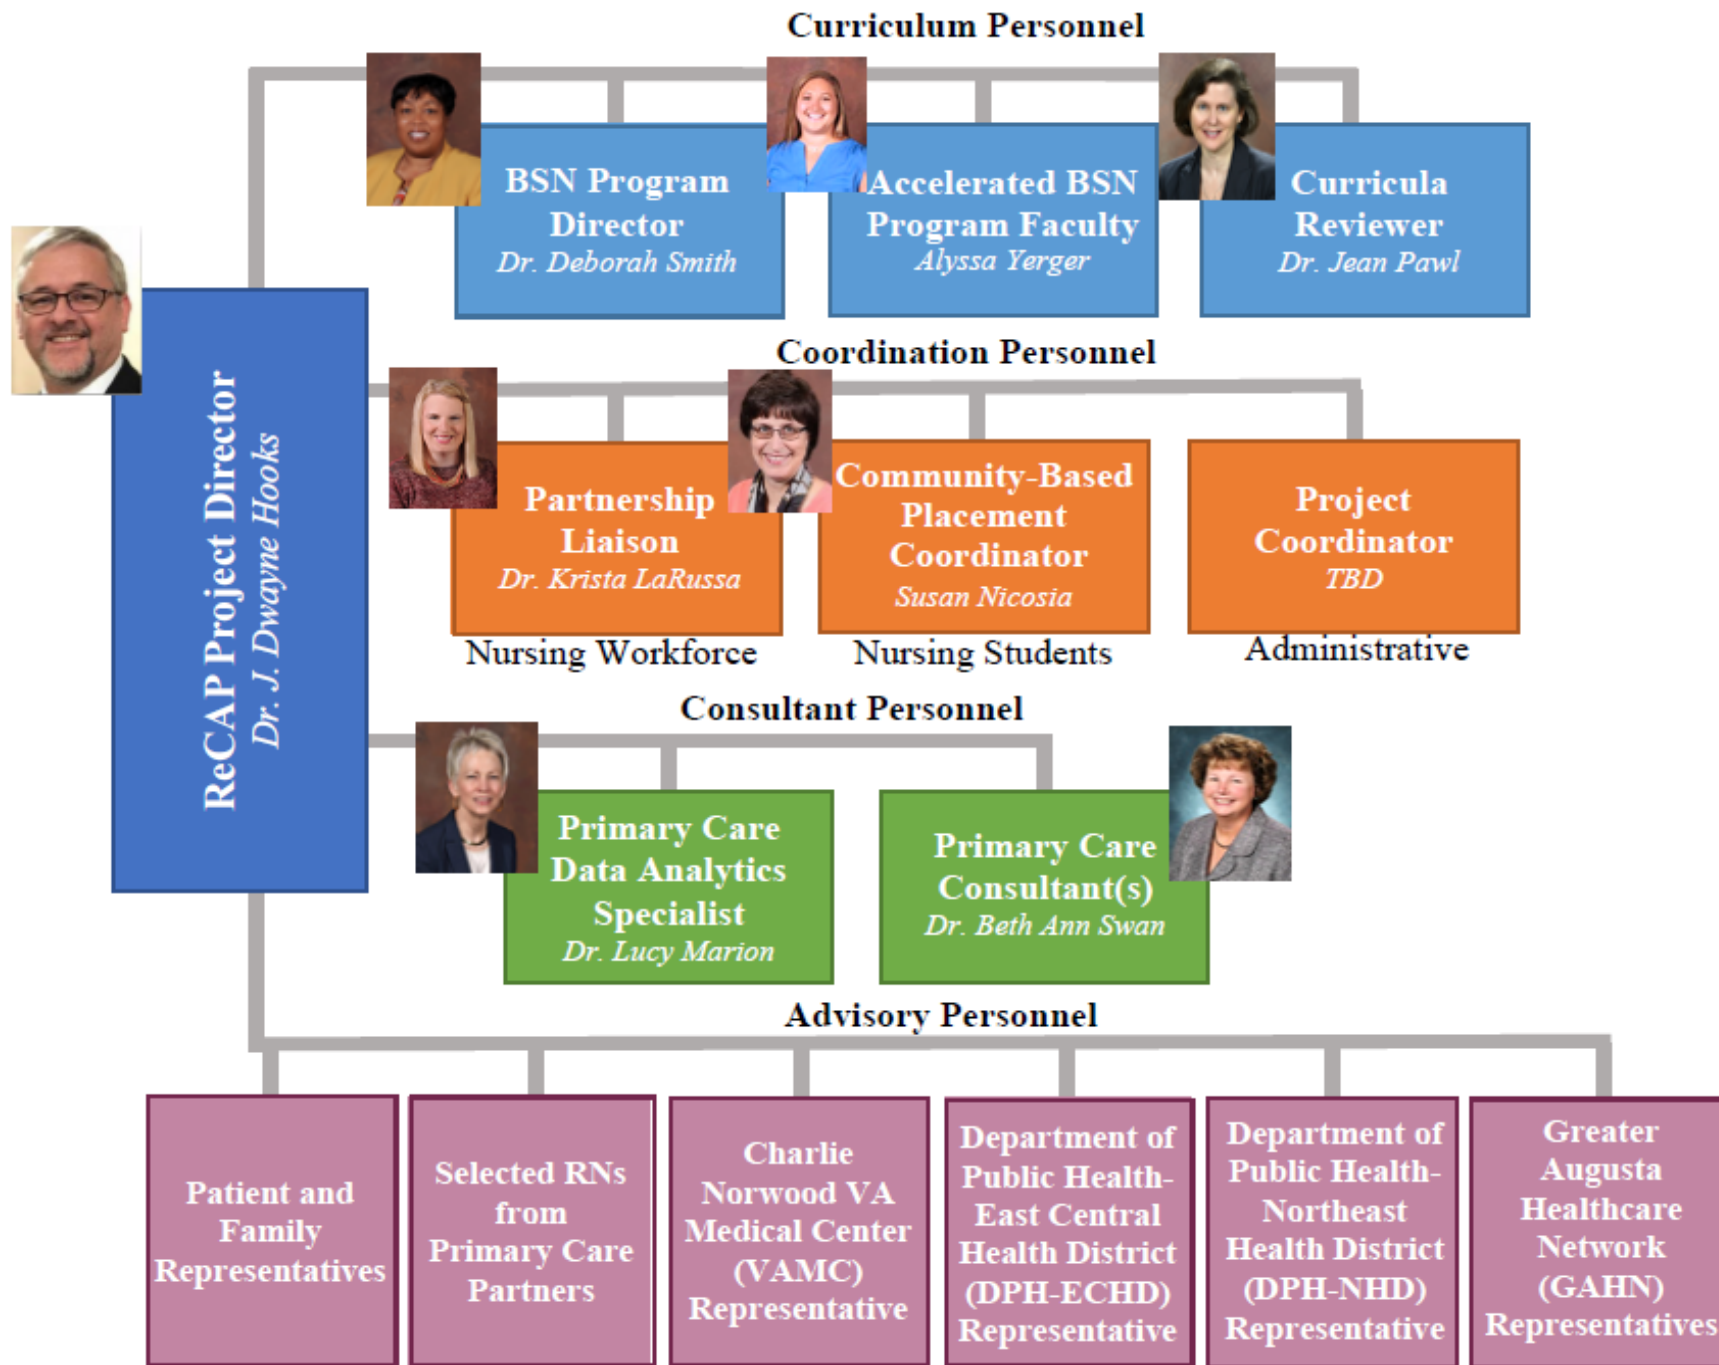 Curriculum Personnel
BSN Program
Director
Dr. Deborah Smith
Accelerated BSN
Program Faculty
Alyssa Yerger
Curricula
Reviewer
Dr. Jean Pawl
ReCAP Project Director
Dr. J. Dwayne Hooks
Coordination Personnel
Partnership
Liaison
Dr. Krista LaRussa
Nursing Workforce
Community-Based
Placement
Coordinator
Susan Nicosia
Nursing Students
Project
Coordinator
TBD
Administrative
Consultant Personnel
Primary Care
Data Analytics
Specialist
Dr. Lucy Marion
Primary Care
Consultant(s)
Dr. Beth Ann Swan
Advisory Personnel
Patient and
Family
Representatives
Selected RNs
from
Primary Care
Partners
Charlie
Norwood VA
Medical Center
(VAMC)
Representative
Department of
Public Health-
East Central
Health District
(DPH-ECHD)
Representative
Department of
Public Health-
Northeast
Health District
(DPH-NHD)
Representative
Greater
Augusta
Healthcare
Network
(GAHN)
Representatives